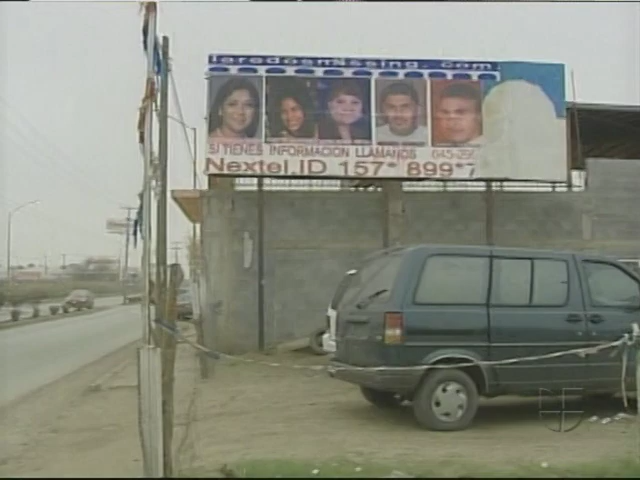 laredosmissing.com
SI TIENES INFORMACION LLAMANOS
Nextel.ID 157* 899*7